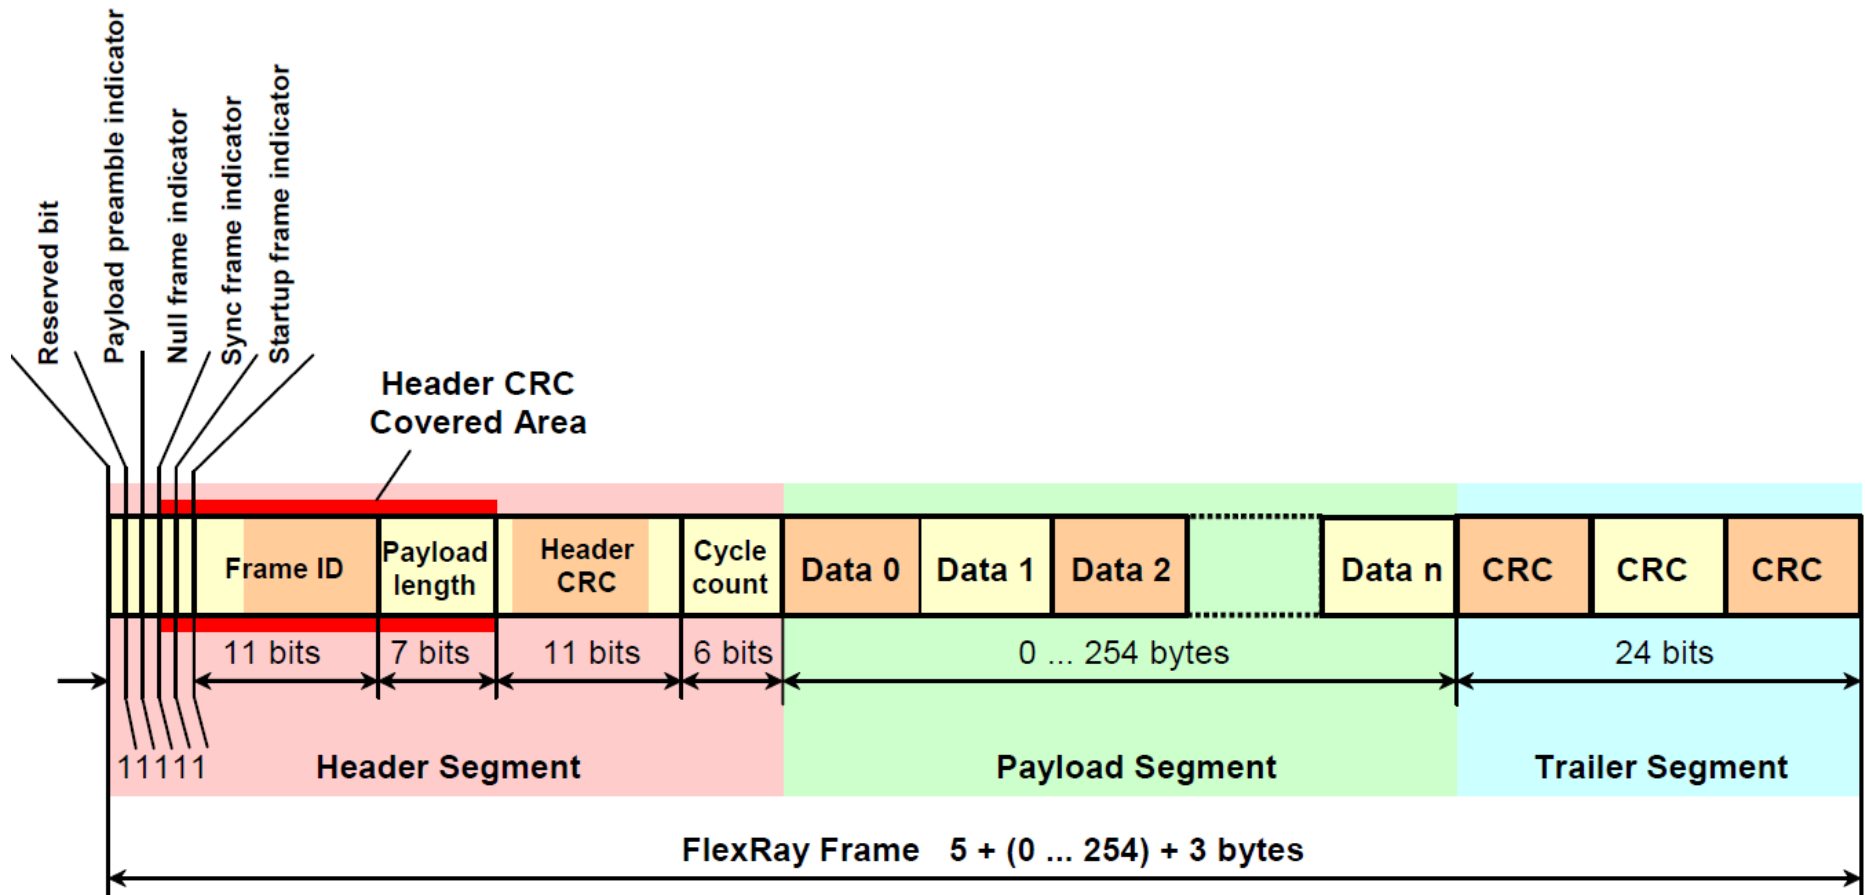 Reserved bit
Payload preamble indicator
Null frame indicator
Sync frame indicator
Startup frame indicator
Header CRC
Covered Area
Frame ID
Payload
length
Header
CRC
Cycle
count
Data 0
Data 1
Data 2
Data n
CRC
CRC
CRC
11 bits
7 bits
11 bits
6 bits
0 ... 254 bytes
24 bits
11111
Header Segment
Payload Segment
Trailer Segment
FlexRay Frame 5 + (0 ... 254) + 3 bytes